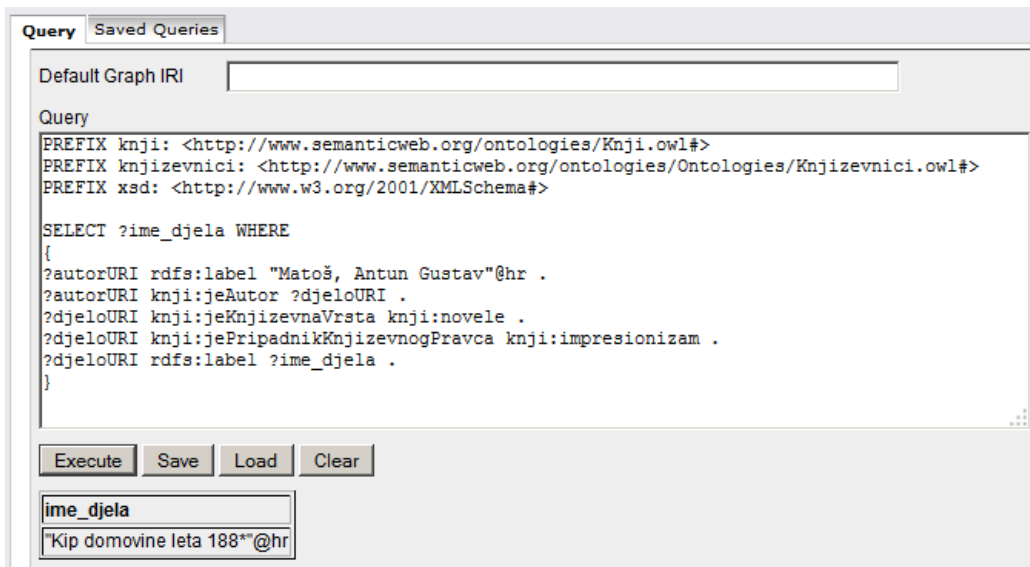 Query Saved Queries
Default Graph IRI
Query
PREFIX knji: <http://www.semanticweb.org/ontologies/Knji.owl#>
PREFIX knjizevnici: <http://www.semanticweb.org/ontologies/Ontologies/Knjizevnici.owl#>
PREFIX xsd: <http://www.w3.org/2001/XMLSchema#>
SELECT ?ime_djela WHERE
{
?autorURI rdfs:label "Matoš, Antun Gustav"@hr .
?autorURI knji:jeAutor ?djeloURI .
?djeloURI knji:jeKnjizevnaVrsta knji:novele .
?djeloURI knji:jePripadnikKnjizevnogPravca knji:impresionizam .
?djeloURI rdfs:label ?ime_djela .
}
Execute Save Load Clear
ime_djela
"Kip domovine leta 188*"@hr